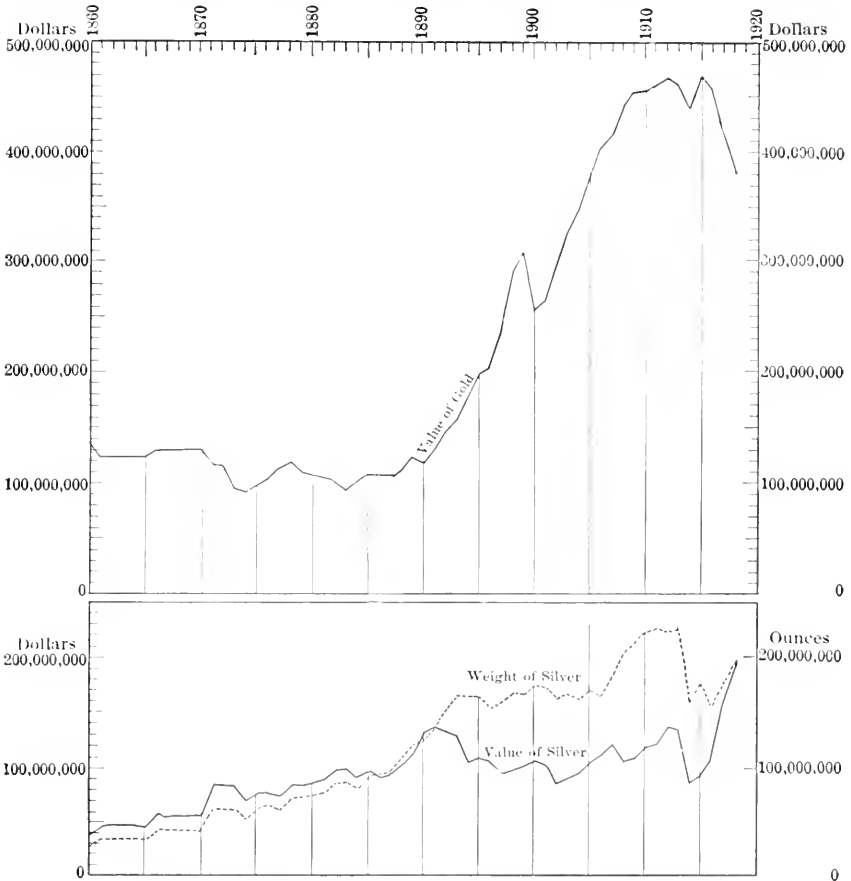 1860 1870 1880 1890 1900 1910 1920
Dollars Dollars
500,000,000 500,000,000
400,000,000 400,000,000
300,000,000 300,000,000
200,000,000 200,000,000
Value of Gold
100,000,000 100,000,000
0 0
Dollars Ounces
200,000,000 200,000,000
Weight of Silver
Value of Silver
100,000,000 100,000,000
0 0